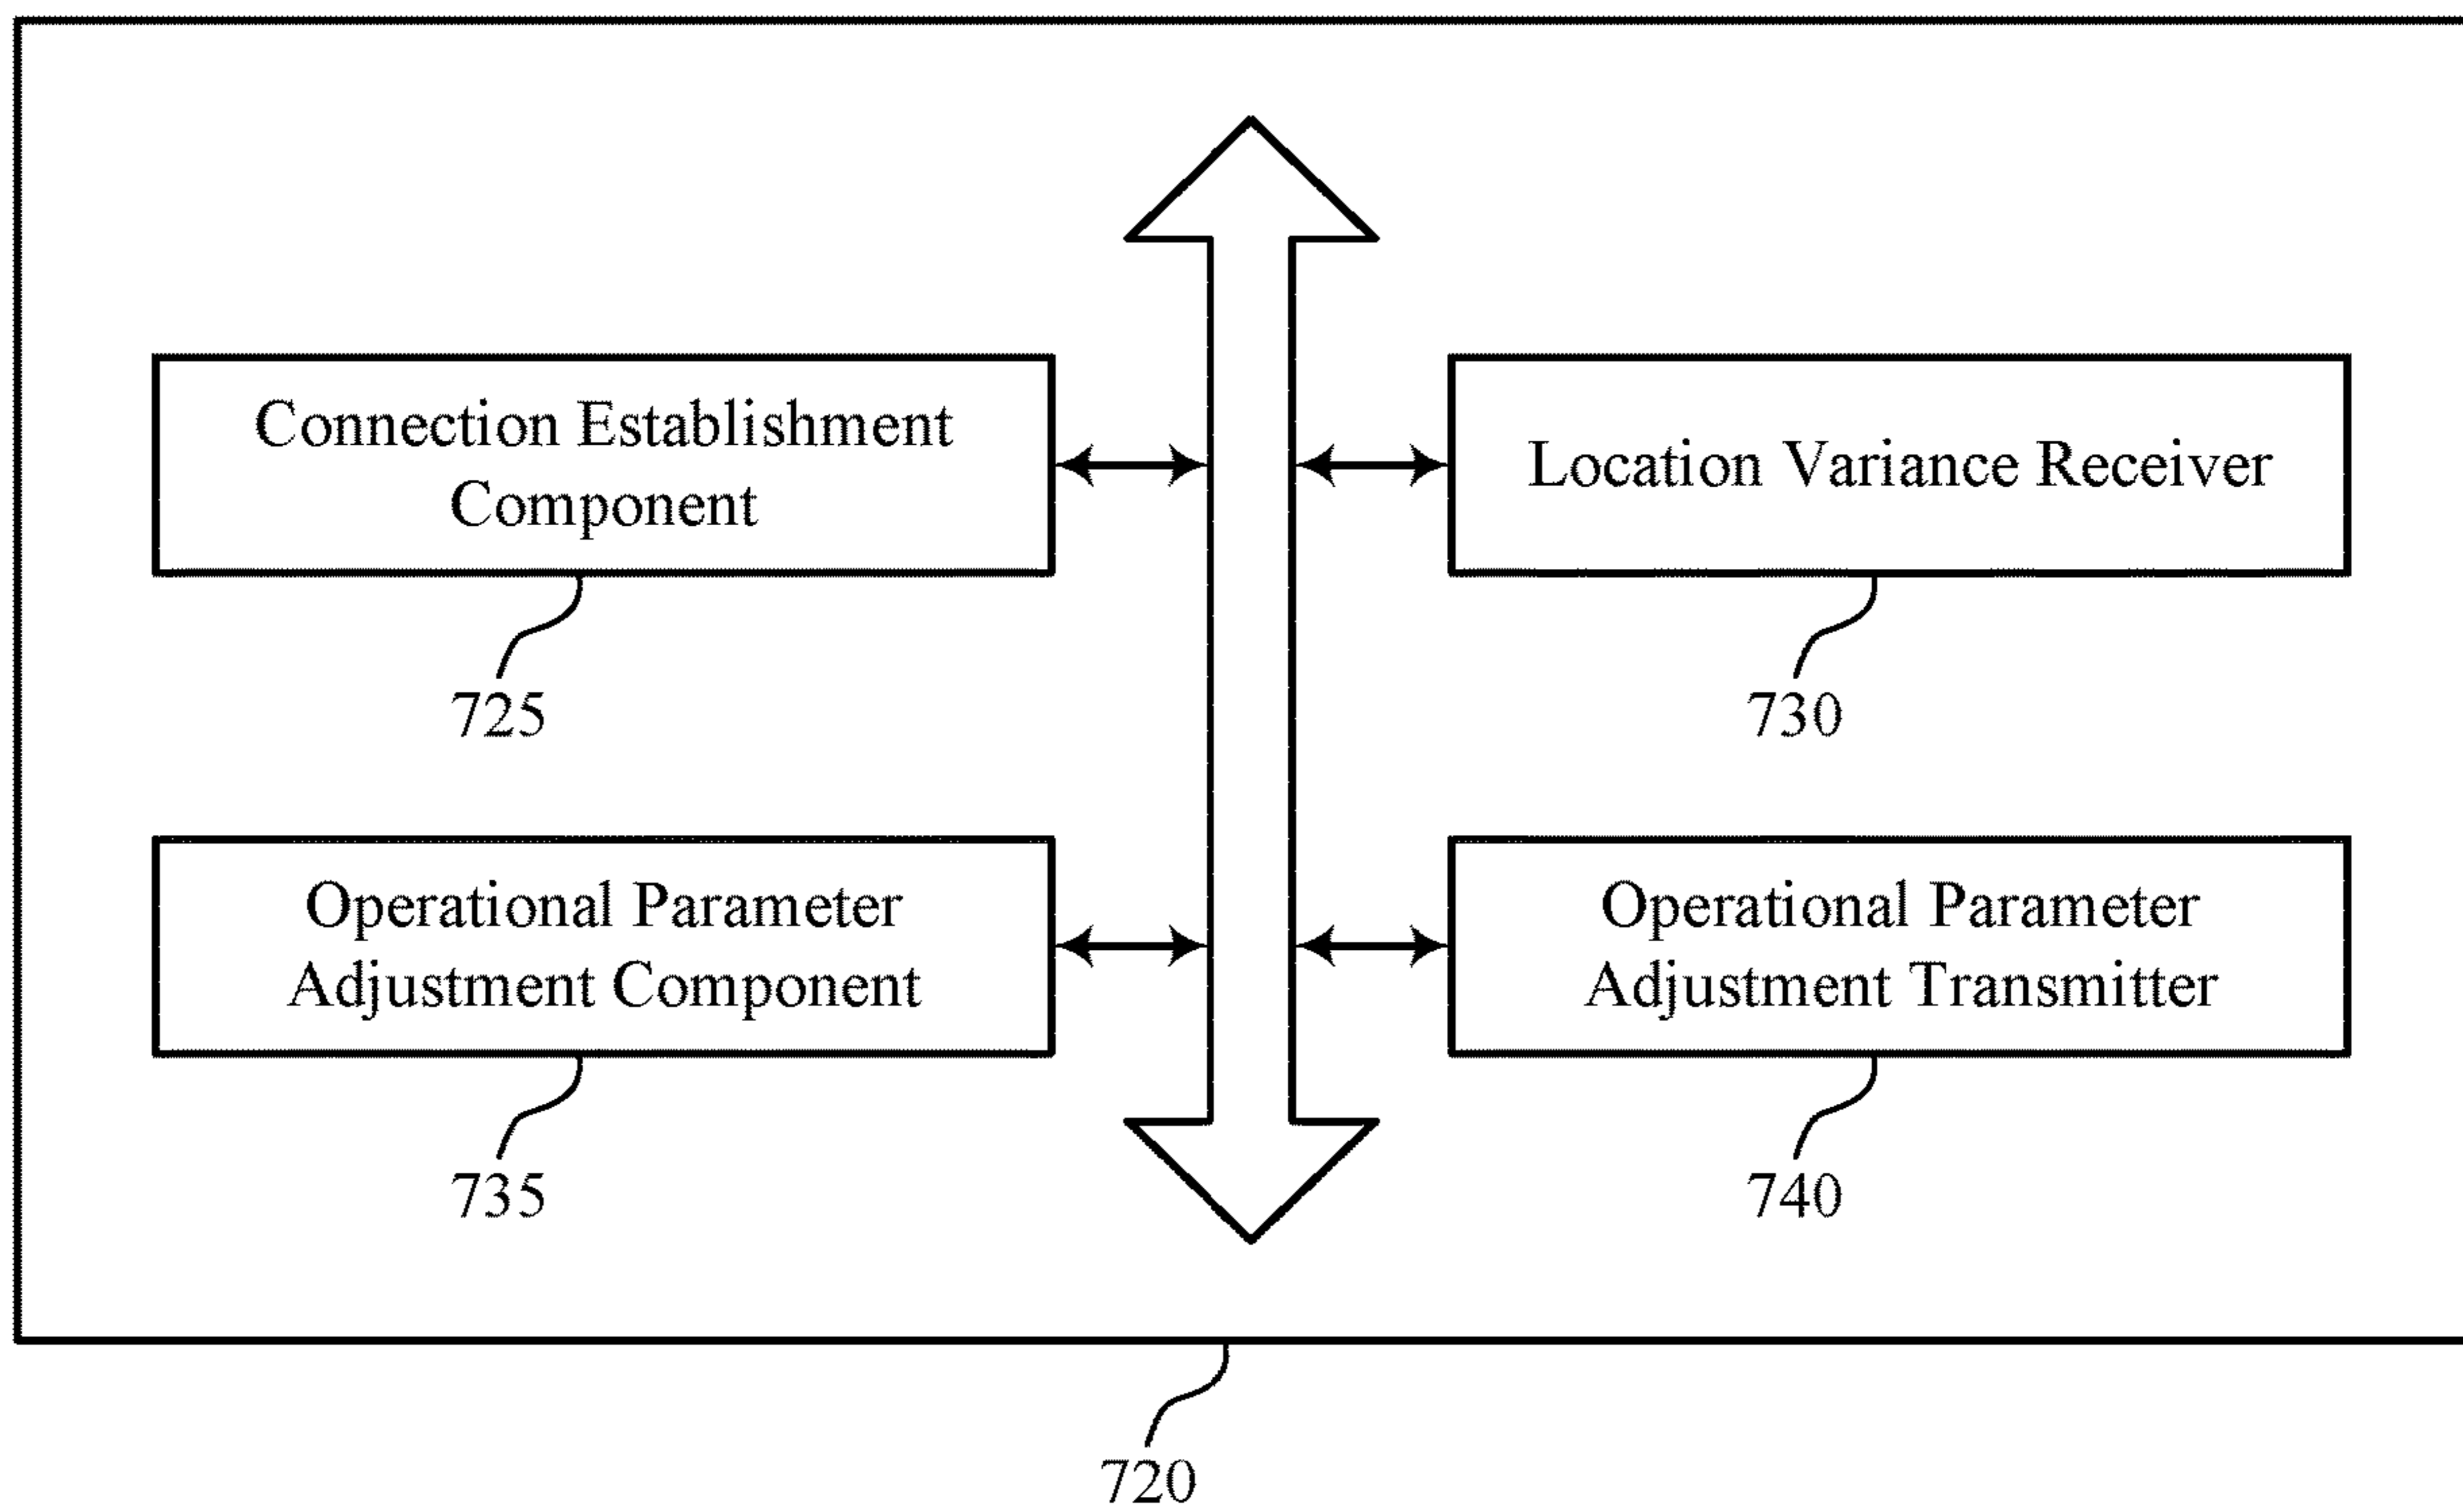 Connection Establishment
Component
Location Variance Receiver
725
730
Operational Parameter
Adjustment Component
Operational Parameter
Adjustment Transmitter
735
740
720